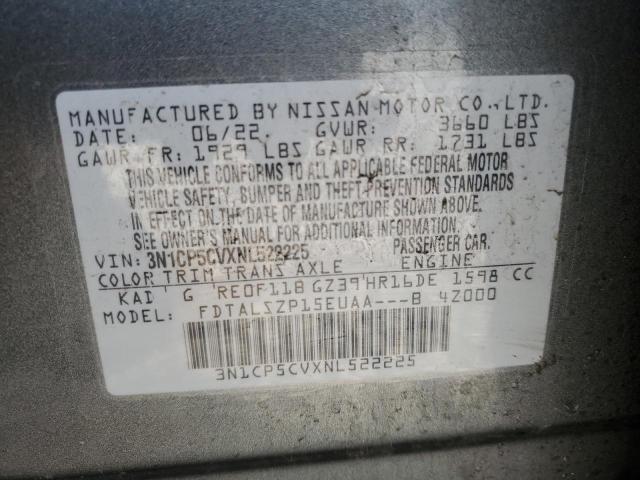 MANUFACTURED BY NISSAN MOTOR CO., LTD.
DATE: 06/22. GVWR: 3660 LBS
GAWR FR: 1929 LBS GAWR RR: 1731 LBS
THIS VEHICLE CONFORMS TO ALL APPLICABLE FEDERAL MOTOR
VEHICLE SAFETY, BUMPER AND THEFT PREVENTION STANDARDS
IN EFFECT ON THE DATE OF MANUFACTURE SHOWN ABOVE.
SEE OWNER'S MANUAL FOR ADDITIONAL INFORMATION.
VIN: 3N1CP5CVXNL522225 PASSENGER CAR.
COLOR TRIM TRANS AXLE ENGINE
KAI G RE0F11B GZ39 HR16DE 1598 CC
MODEL FDTALSZP15EUAA---B 4Z000
3N1CP5CVXNL522225